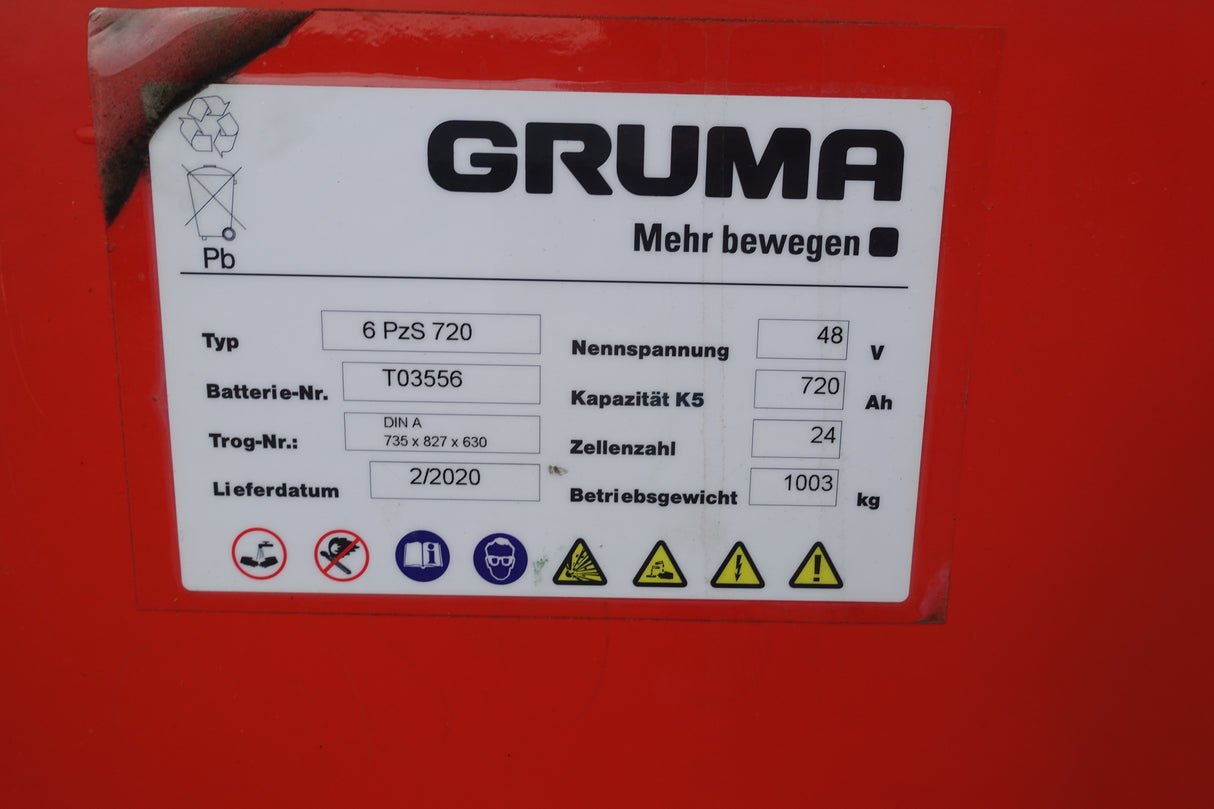 GRUMA
Mehr bewegen
Pb
Typ 6 PzS 720 Nennspannung 48 V
Batterie-Nr. T03556 Kapazität K5 720 Ah
Trog-Nr.: DIN A
735 x 827 x 630 Zellenzahl 24
Lieferdatum 2/2020 Betriebsgewicht 1003 kg